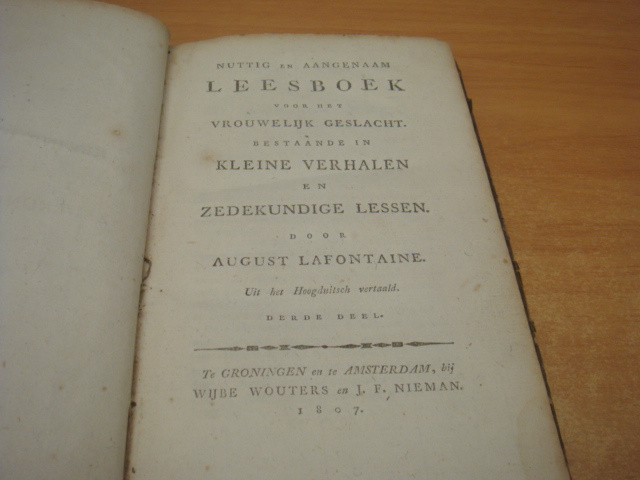 NUTTIG EN AANGENAAM
LEESBOEK
VOOR HET
VROUWELIJK GESLACHT.
BESTAANDE IN
KLEINE VERHALEN
EN
ZEDEKUNDIGE LESSEN.
DOOR
AUGUST LAFONTAINE.
Uit het Hoogduitsch vertaald.
DERDE DEEL.
Te GRONINGEN en te AMSTERDAM, bij
WIJBE WOUTERS en J. F. NIEMAN.
1807.